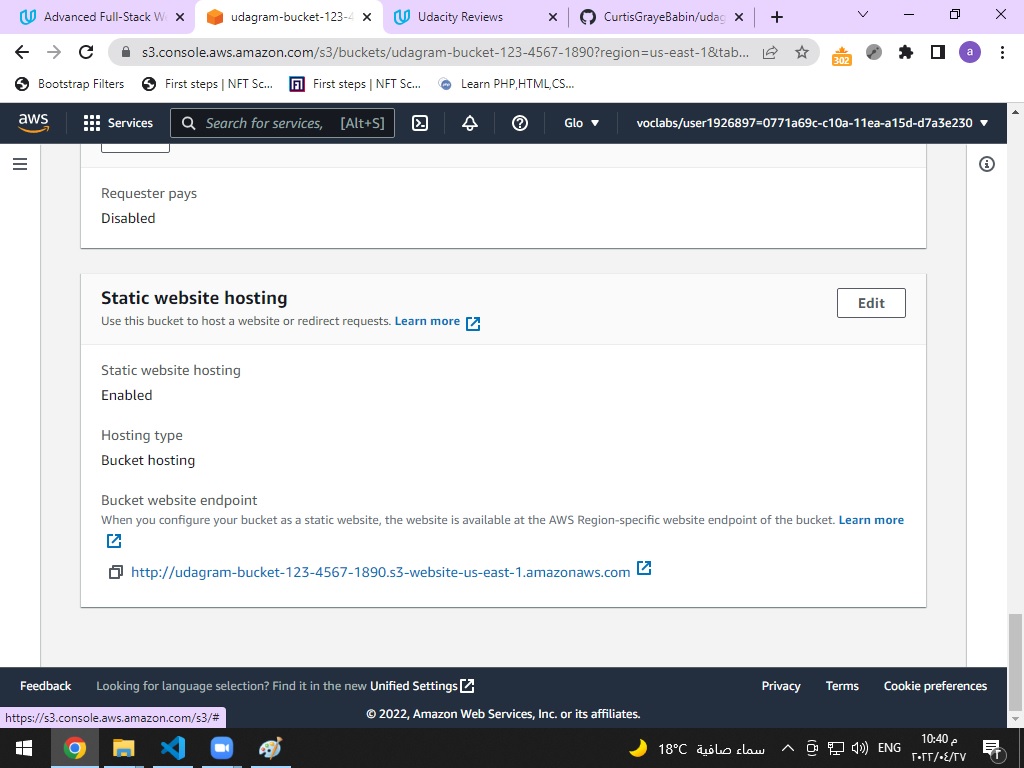 Advanced Full-Stack W
udagram-bucket-123-4
Udacity Reviews
CurtisGrayeBabin/udag
s3.console.aws.amazon.com/s3/buckets/udagram-bucket-123-4567-1890?region=us-east-1&tab...
302
a
Bootstrap Filters
First steps | NFT Sc...
First steps | NFT Sc...
Learn PHP,HTML,CS...
aws
Services
Search for services,
[Alt+S]
Glo
voclabs/user1926897=0771a69c-c10a-11ea-a15d-d7a3e230
Requester pays
Disabled
Static website hosting
Edit
Use this bucket to host a website or redirect requests. Learn more
Static website hosting
Enabled
Hosting type
Bucket hosting
Bucket website endpoint
When you configure your bucket as a static website, the website is available at the AWS Region-specific website endpoint of the bucket. Learn more
http://udagram-bucket-123-4567-1890.s3-website-us-east-1.amazonaws.com
Feedback
Looking for language selection? Find it in the new Unified Settings
Privacy
Terms
Cookie preferences
https://s3.console.aws.amazon.com/s3/#
© 2022, Amazon Web Services, Inc. or its affiliates.
18°C سماء صافية
ENG
10:40 م
٢٠٢٢/٠٤/٢٧